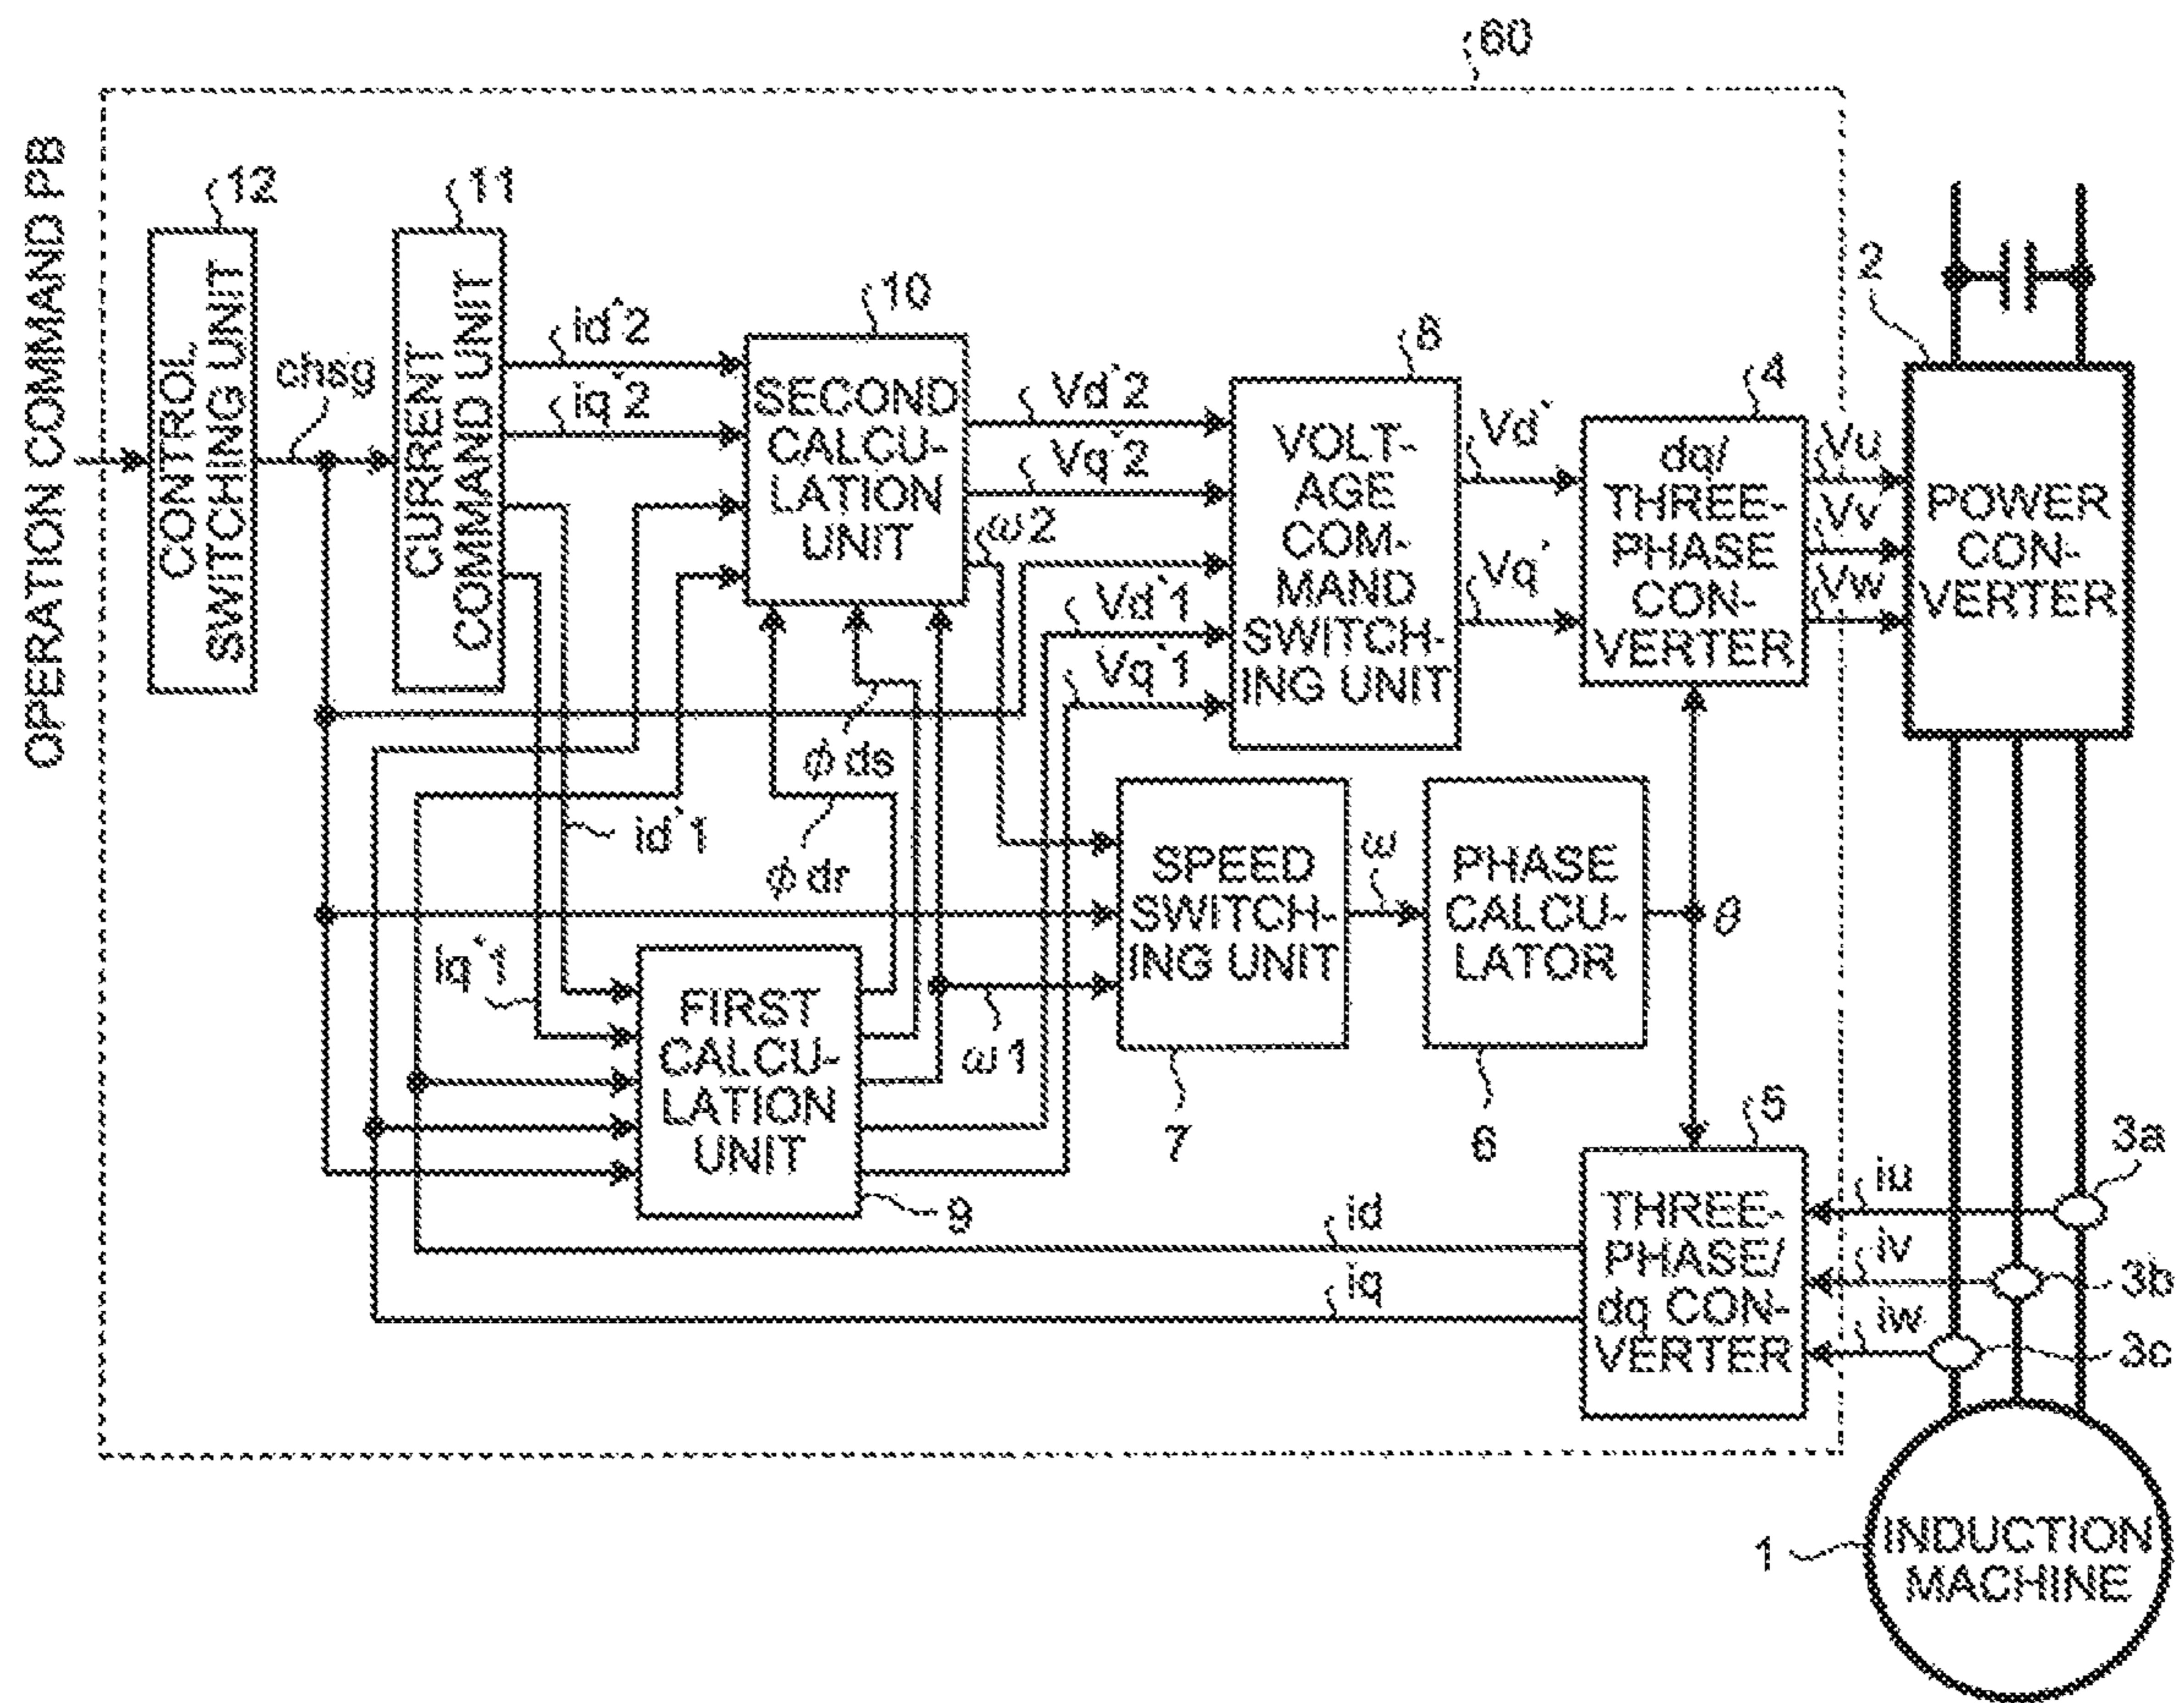 60
OPERATION COMMAND PB
12
CONTROL
SWITCHING UNIT
chsg
11
CURRENT
COMMAND UNIT
id*2
iq*2
10
SECOND
CALCU-
LATION
UNIT
Vd*2
Vq*2
ω2
Vd*1
Vq*1
8
VOLT-
AGE
COM-
MAND
SWITCH-
ING UNIT
Vd*
Vq*
4
dq/
THREE-
PHASE
CON-
VERTER
Vu
Vv
Vw
2
POWER
CON-
VERTER
φds
φdr
id*1
iq*1
FIRST
CALCU-
LATION
UNIT
9
ω1
SPEED
SWITCH-
ING UNIT
7
ω
PHASE
CALCU-
LATOR
6
θ
5
THREE-
PHASE/
dq CON-
VERTER
id
iq
iu
iv
iw
3a
3b
3c
1
INDUCTION
MACHINE